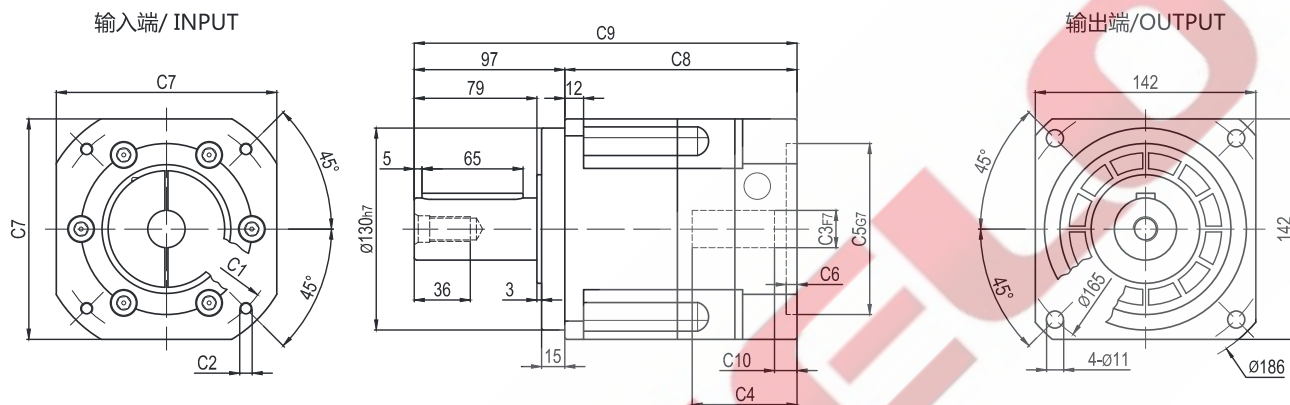 输入端/ INPUT
C7
C7
45°
45°
C1
C2
C9
97
C8
79
12
5
65
Ø130h7
36
3
15
C3F7
C5G7
C6
C10
C4
输出端/OUTPUT
142
142
45°
45°
Ø165
4-Ø11
Ø186